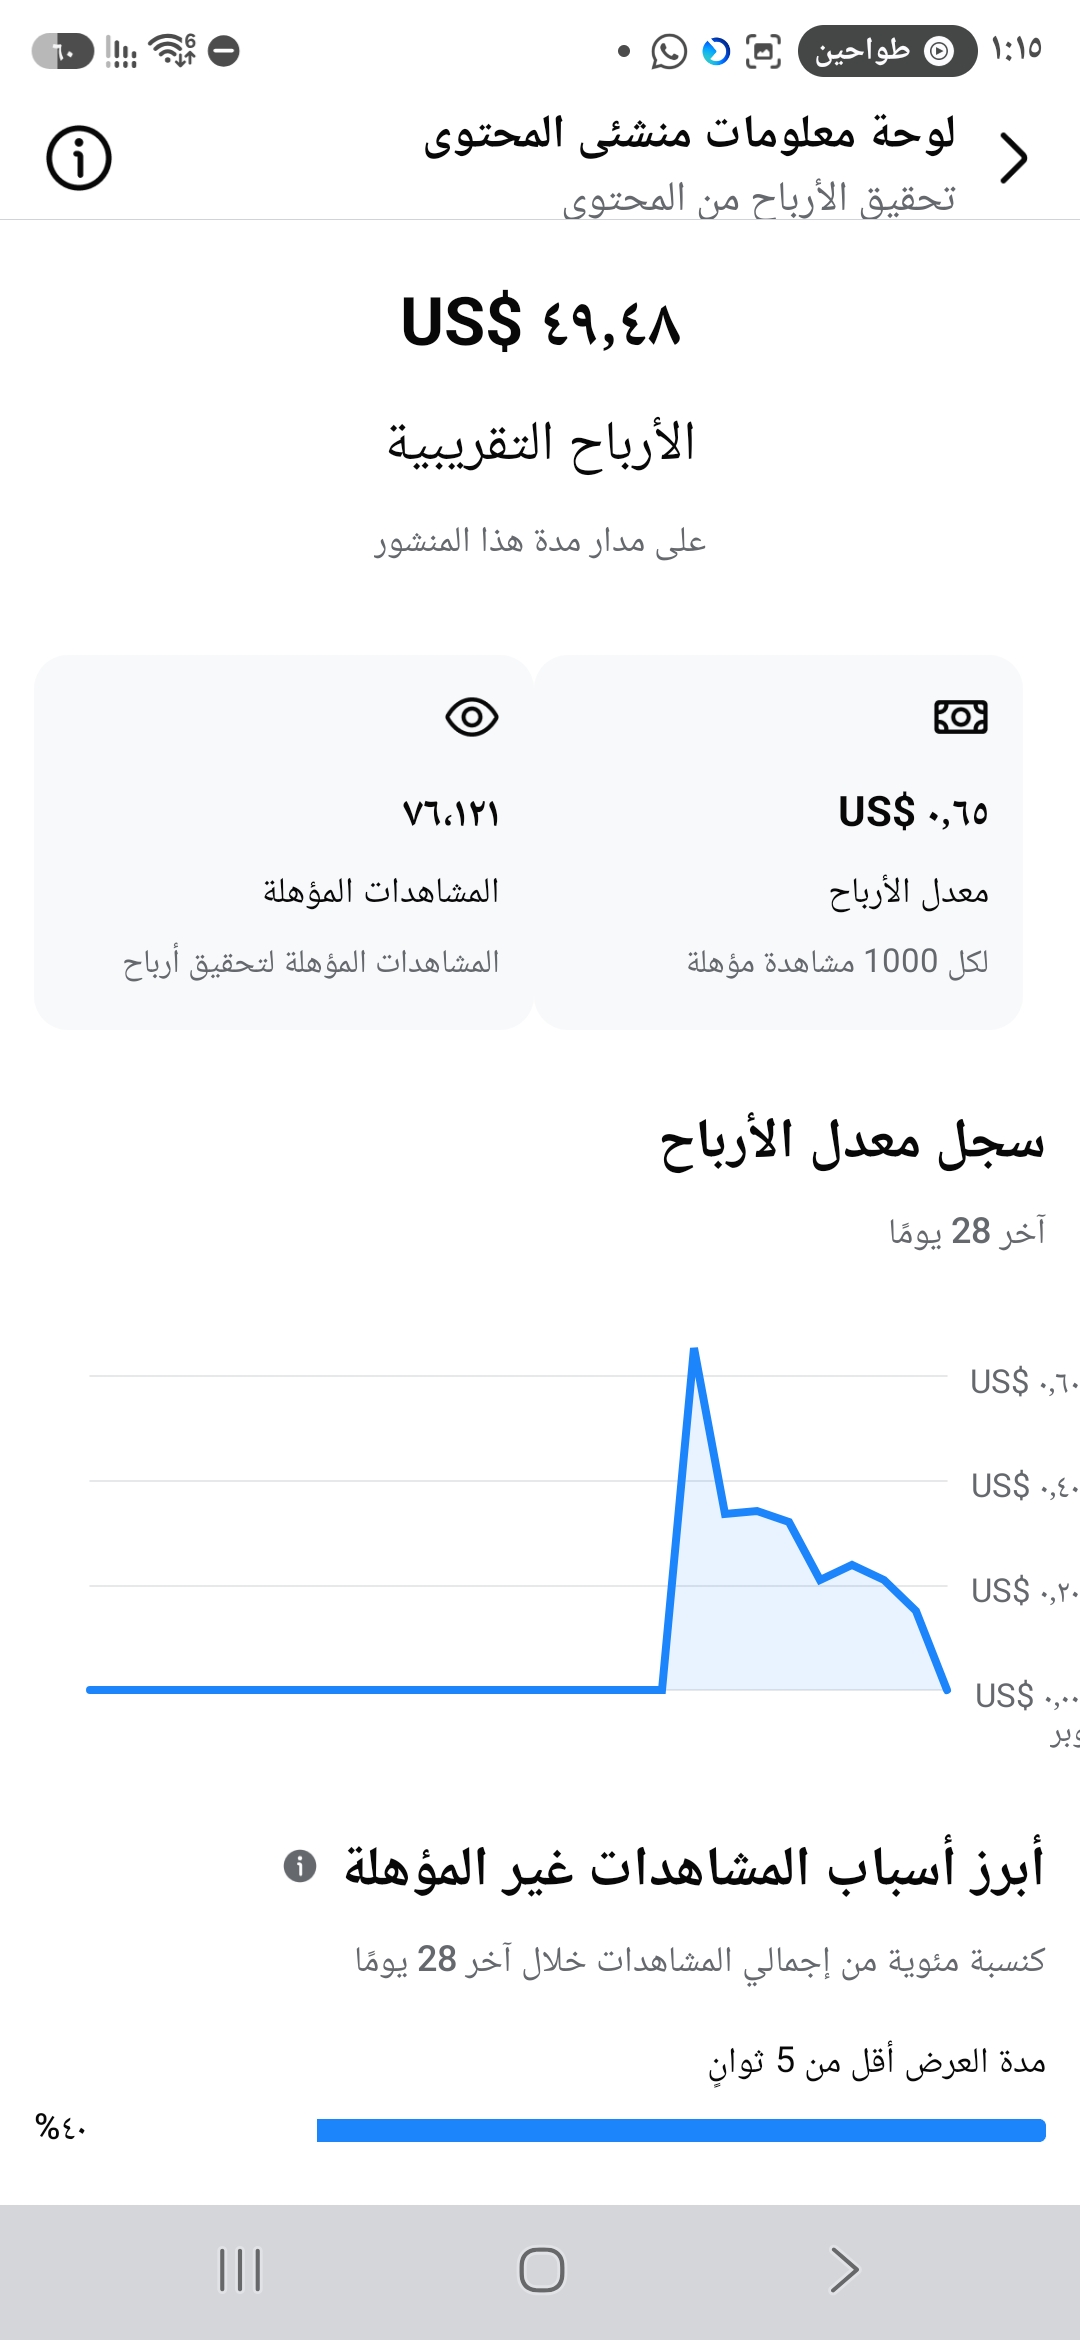 ١:١٥ طواحين ٦٠
لوحة معلومات منشئى المحتوى
تحقيق الأرباح من المحتوى
US$ ٤٩,٤٨
الأرباح التقريبية
على مدار مدة هذا المنشور
US$ ٠,٦٥
معدل الأرباح
لكل 1000 مشاهدة مؤهلة
٧٦،١٢١
المشاهدات المؤهلة
المشاهدات المؤهلة لتحقيق أرباح
سجل معدل الأرباح
آخر 28 يومًا
US$ ٠,٦٠
US$ ٠,٤٠
US$ ٠,٢٠
US$ ٠,٠٠
أبرز أسباب المشاهدات غير المؤهلة
كنسبة مئوية من إجمالي المشاهدات خلال آخر 28 يومًا
مدة العرض أقل من 5 ثوانٍ
%٤٠